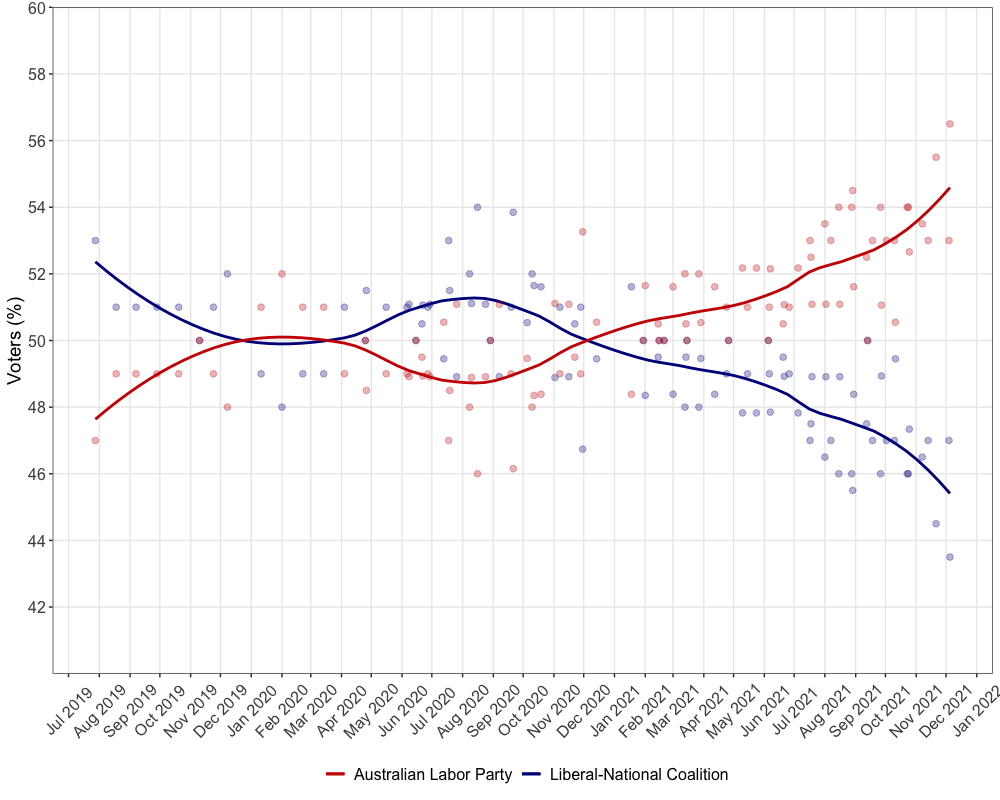 60
58
56
54
52
50
48
46
44
42
Voters (%)
Jul 2019
Aug 2019
Sep 2019
Oct 2019
Nov 2019
Dec 2019
Jan 2020
Feb 2020
Mar 2020
Apr 2020
May 2020
Jun 2020
Jul 2020
Aug 2020
Sep 2020
Oct 2020
Nov 2020
Dec 2020
Jan 2021
Feb 2021
Mar 2021
Apr 2021
May 2021
Jun 2021
Jul 2021
Aug 2021
Sep 2021
Oct 2021
Nov 2021
Dec 2021
Jan 2022
Australian Labor Party
Liberal-National Coalition